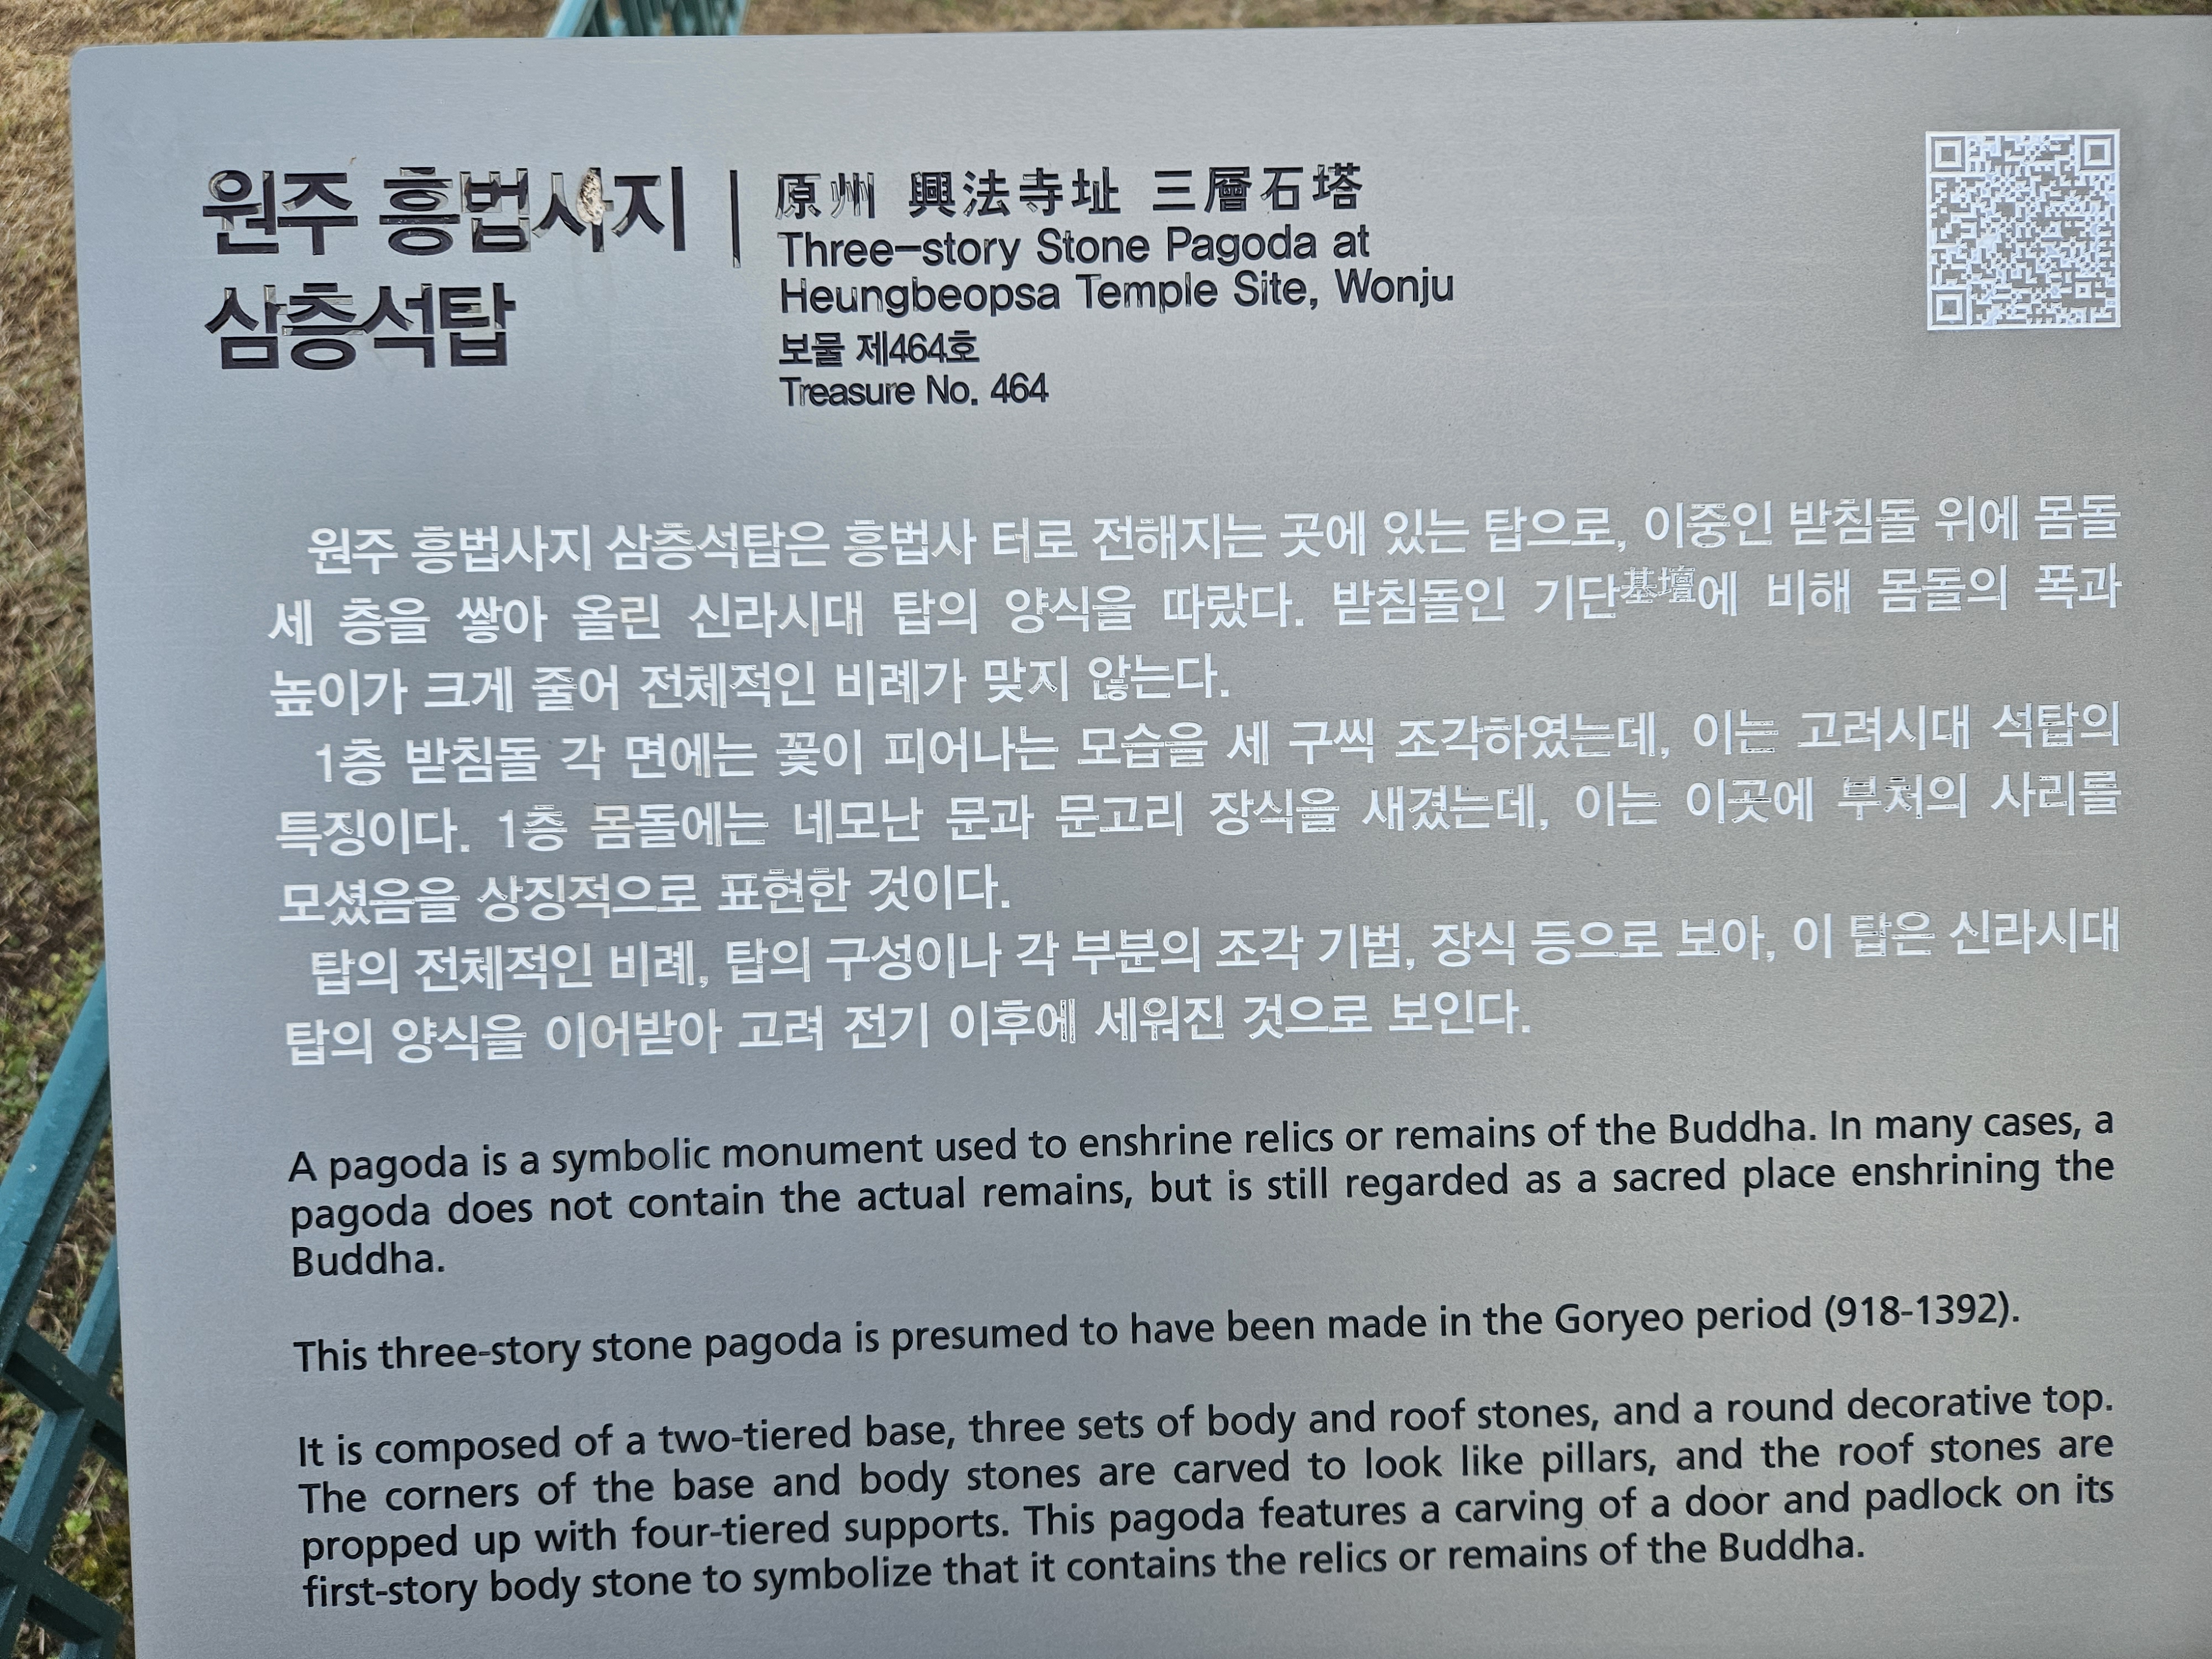 원주 흥법사지
삼층석탑
原州 興法寺址 三層石塔
Three-story Stone Pagoda at
Heungbeopsa Temple Site, Wonju
보물 제464호
Treasure No. 464
원주 흥법사지 삼층석탑은 흥법사 터로 전해지는 곳에 있는 탑으로, 이중인 받침돌 위에 몸돌
세 층을 쌓아 올린 신라시대 탑의 양식을 따랐다. 받침돌인 기단基壇에 비해 몸돌의 폭과
높이가 크게 줄어 전체적인 비례가 맞지 않는다.
1층 받침돌 각 면에는 꽃이 피어나는 모습을 세 구씩 조각하였는데, 이는 고려시대 석탑의
특징이다. 1층 몸돌에는 네모난 문과 문고리 장식을 새겼는데, 이는 이곳에 부처의 사리를
모셨음을 상징적으로 표현한 것이다.
탑의 전체적인 비례, 탑의 구성이나 각 부분의 조각 기법, 장식 등으로 보아, 이 탑은 신라시대
탑의 양식을 이어받아 고려 전기 이후에 세워진 것으로 보인다.
A pagoda is a symbolic monument used to enshrine relics or remains of the Buddha. In many cases, a
pagoda does not contain the actual remains, but is still regarded as a sacred place enshrining the
Buddha.
This three-story stone pagoda is presumed to have been made in the Goryeo period (918-1392).
It is composed of a two-tiered base, three sets of body and roof stones, and a round decorative top.
The corners of the base and body stones are carved to look like pillars, and the roof stones are
propped up with four-tiered supports. This pagoda features a carving of a door and padlock on its
first-story body stone to symbolize that it contains the relics or remains of the Buddha.